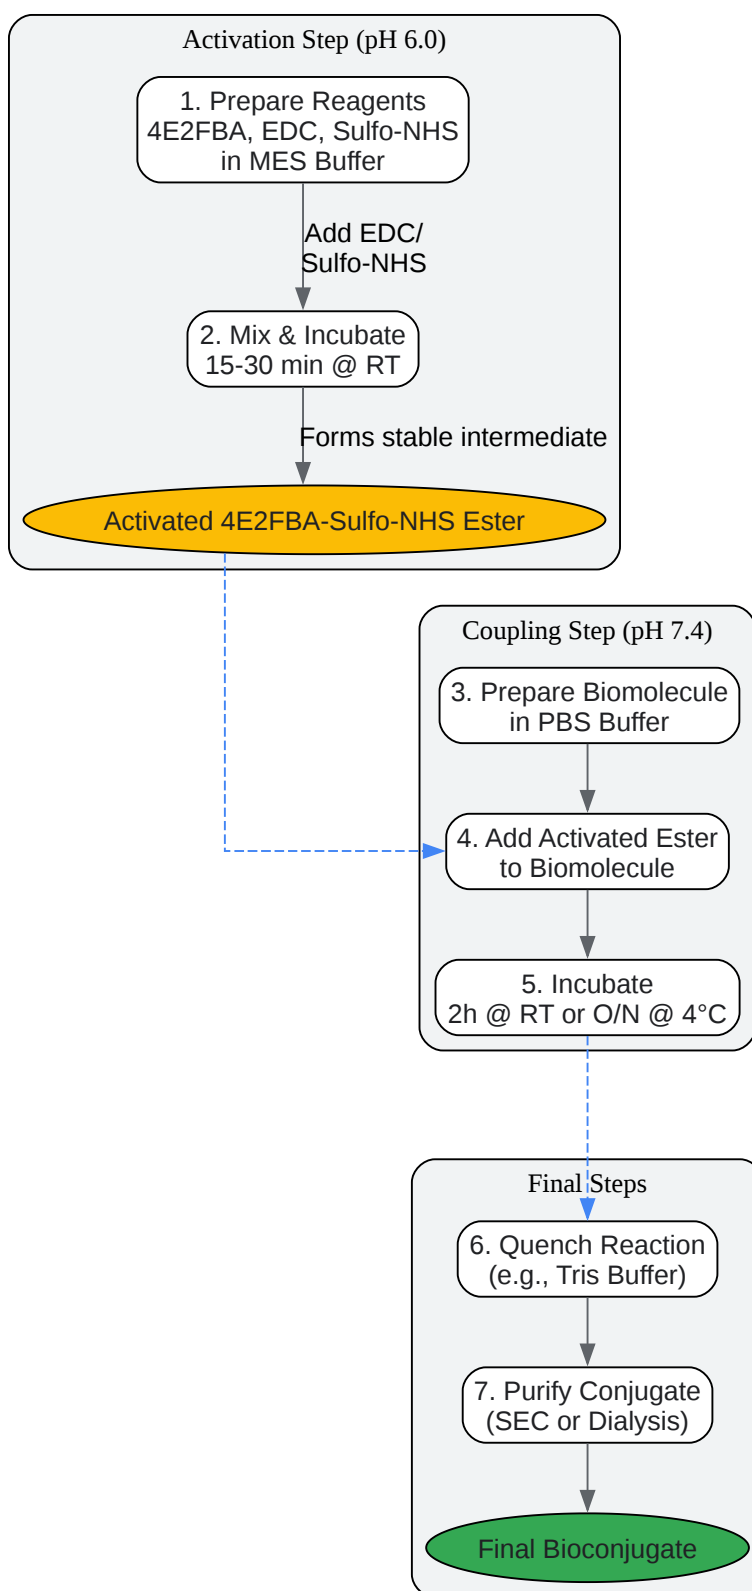 Activation Step (pH 6.0)
1. Prepare Reagents
4E2FBA, EDC, Sulfo-NHS
in MES Buffer
Add EDC/
Sulfo-NHS
2. Mix & Incubate
15-30 min @ RT
Forms stable intermediate
Activated 4E2FBA-Sulfo-NHS Ester
Coupling Step (pH 7.4)
3. Prepare Biomolecule
in PBS Buffer
4. Add Activated Ester
to Biomolecule
5. Incubate
2h @ RT or O/N @ 4°C
Final Steps
6. Quench Reaction
(e.g., Tris Buffer)
7. Purify Conjugate
(SEC or Dialysis)
Final Bioconjugate